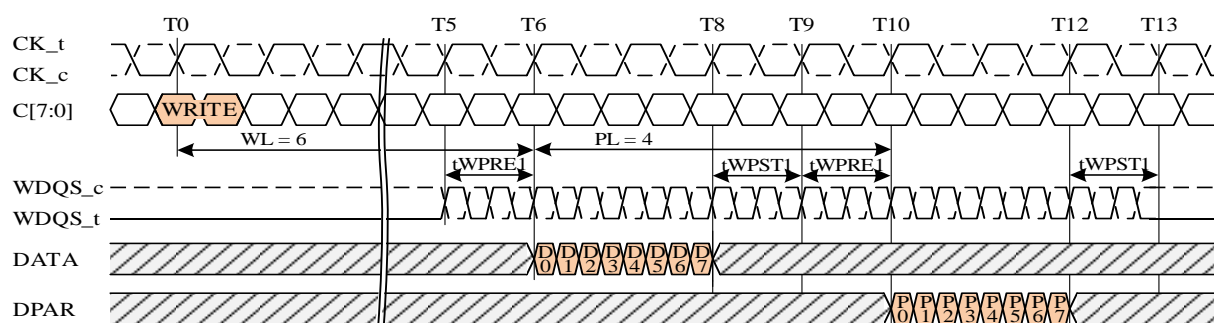 T0 T5 T6 T8 T9 T10 T12 T13
CK_t
CK_c
C[7:0] WRITE
WL = 6 PL = 4
tWPRE1 tWPST1 tWPRE1 tWPST1
WDQS_c
WDQS_t
DATA D0 D1 D2 D3 D4 D5 D6 D7
DPAR P0 P1 P2 P3 P4 P5 P6 P7